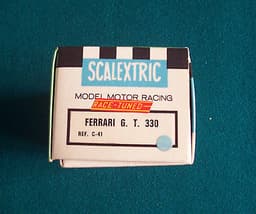 SCALEXTRIC
MODEL MOTOR RACING
RACE-TUNED
FERRARI G. T. 330
REF. C-41